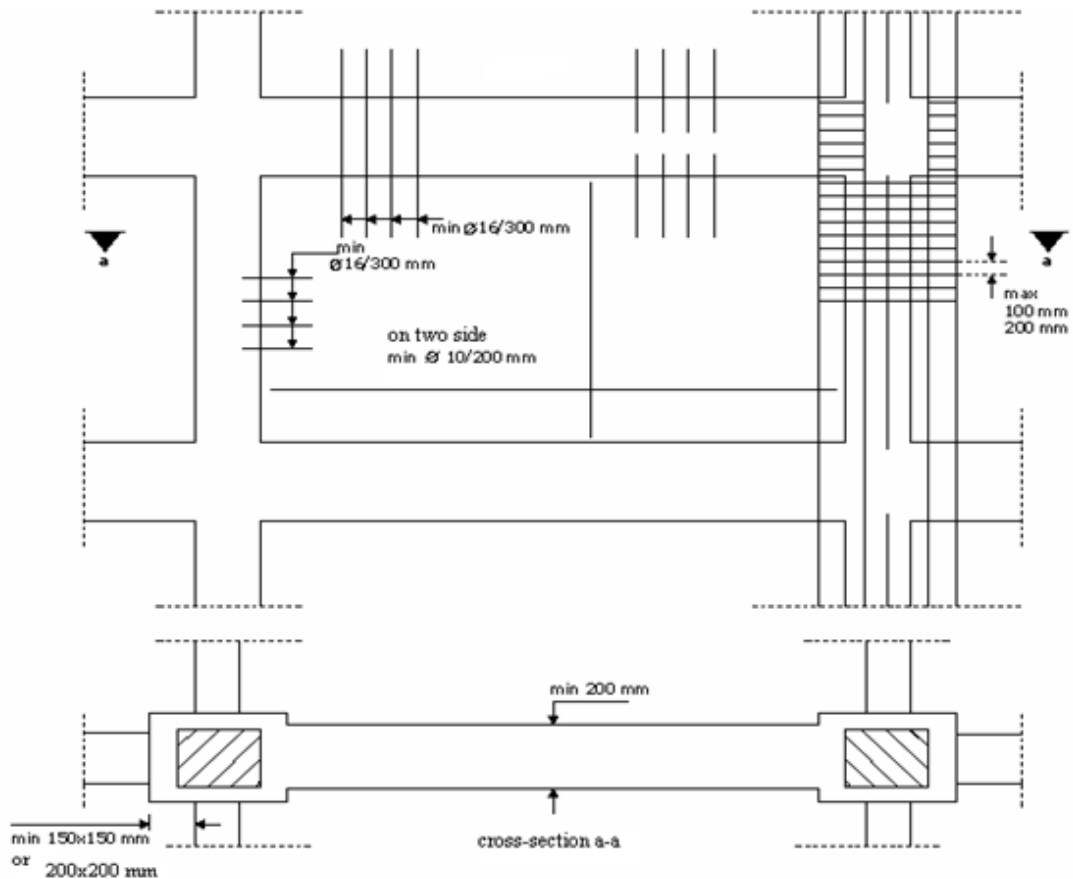 min Ø16/300 mm
min
Ø16/300 mm
a
a
max
100 mm
200 mm
on two side
min Ø 10/200 mm
min 200 mm
min 150x150 mm
or
200x200 mm
cross-section a-a